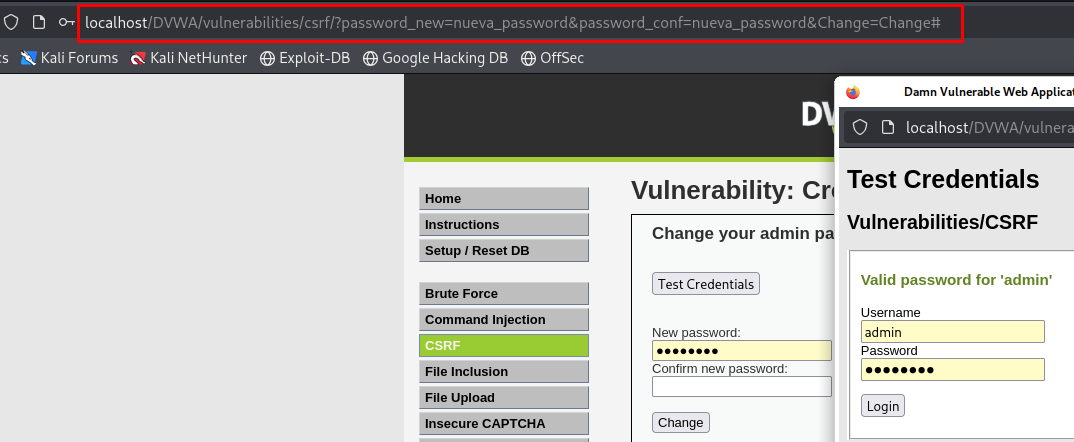 localhost/DVWA/vulnerabilities/csrf/?password_new=nueva_password&password_conf=nueva_password&Change=Change#
Kali Forums Kali NetHunter Exploit-DB Google Hacking DB OffSec
Damn Vulnerable Web Applicat
localhost/DVWA/vulnera
Home
Instructions
Setup / Reset DB
Brute Force
Command Injection
CSRF
File Inclusion
File Upload
Insecure CAPTCHA
Vulnerability: Cr
Change your admin pa
Test Credentials
New password:
●●●●●●●●
Confirm new password:
Change
Test Credentials
Vulnerabilities/CSRF
Valid password for 'admin'
Username
admin
Password
●●●●●●●●
Login